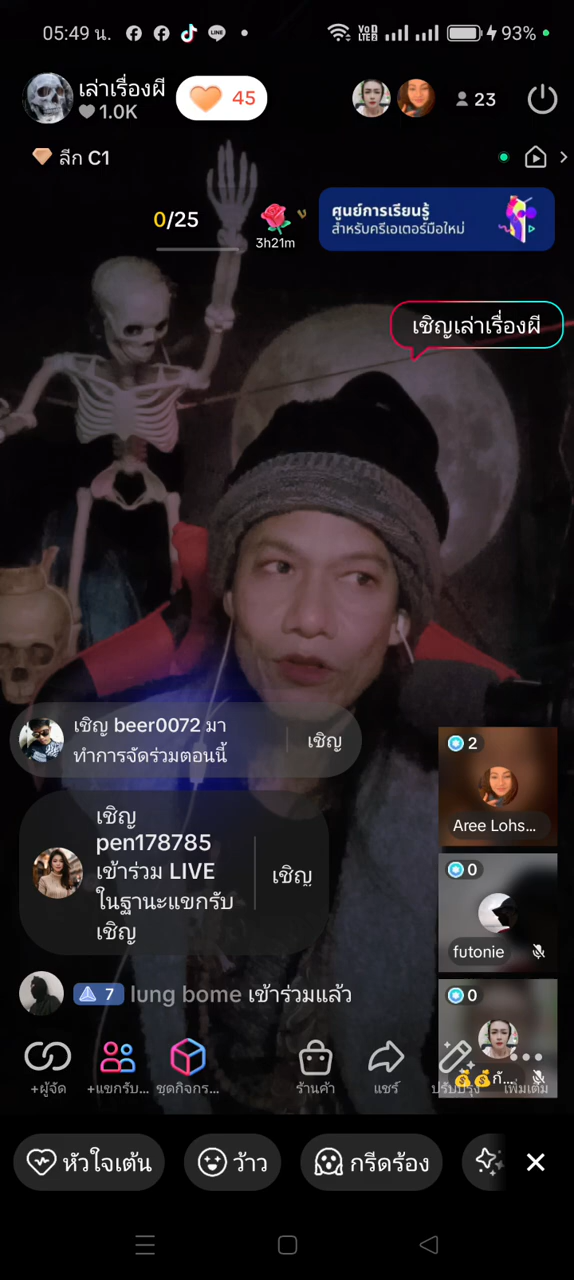 05:49 น.
VoD
LTE2
93%
เล่าเรื่องผี
1.0K
45
23
ลีก C1
0/25
3h21m
ศูนย์การเรียนรู้
สำหรับครีเอเตอร์มือใหม่
เชิญเล่าเรื่องผี
เชิญ beer0072 มา
ทำการจัดร่วมตอนนี้
เชิญ
2
Aree Lohs...
เชิญ
pen178785
เข้าร่วม LIVE
ในฐานะแขกรับ
เชิญ
เชิญ
0
futonie
7 lung bome เข้าร่วมแล้ว
0
+ผู้จัด
+แขกรับ...
ชุดกิจกร...
ร้านค้า
แชร์
ปรับปรุง
เพิ่มเติม
หัวใจเต้น
ว้าว
กรีดร้อง